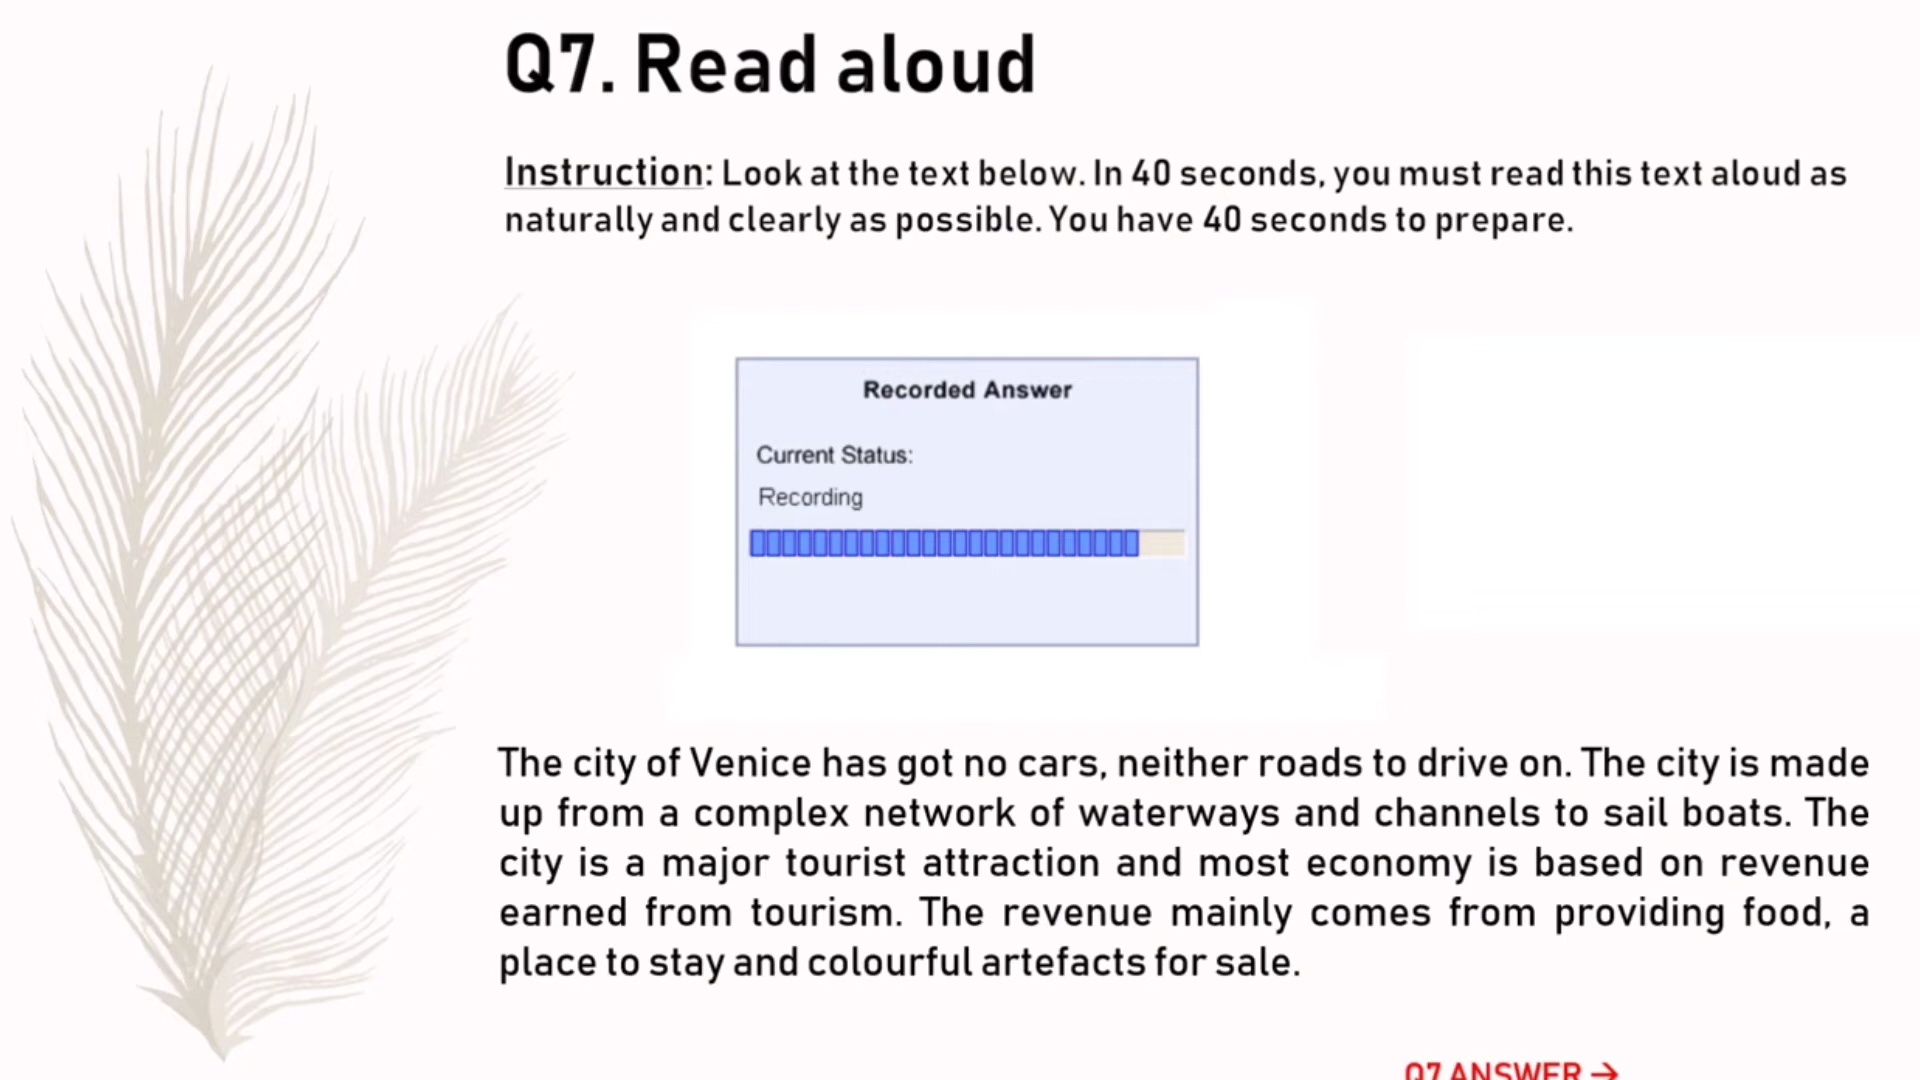 Q7. Read aloud
Instruction: Look at the text below. In 40 seconds, you must read this text aloud as
naturally and clearly as possible. You have 40 seconds to prepare.
Recorded Answer
Current Status:
Recording
The city of Venice has got no cars, neither roads to drive on. The city is made
up from a complex network of waterways and channels to sail boats. The
city is a major tourist attraction and most economy is based on revenue
earned from tourism. The revenue mainly comes from providing food, a
place to stay and colourful artefacts for sale.
Q7 ANSWER →